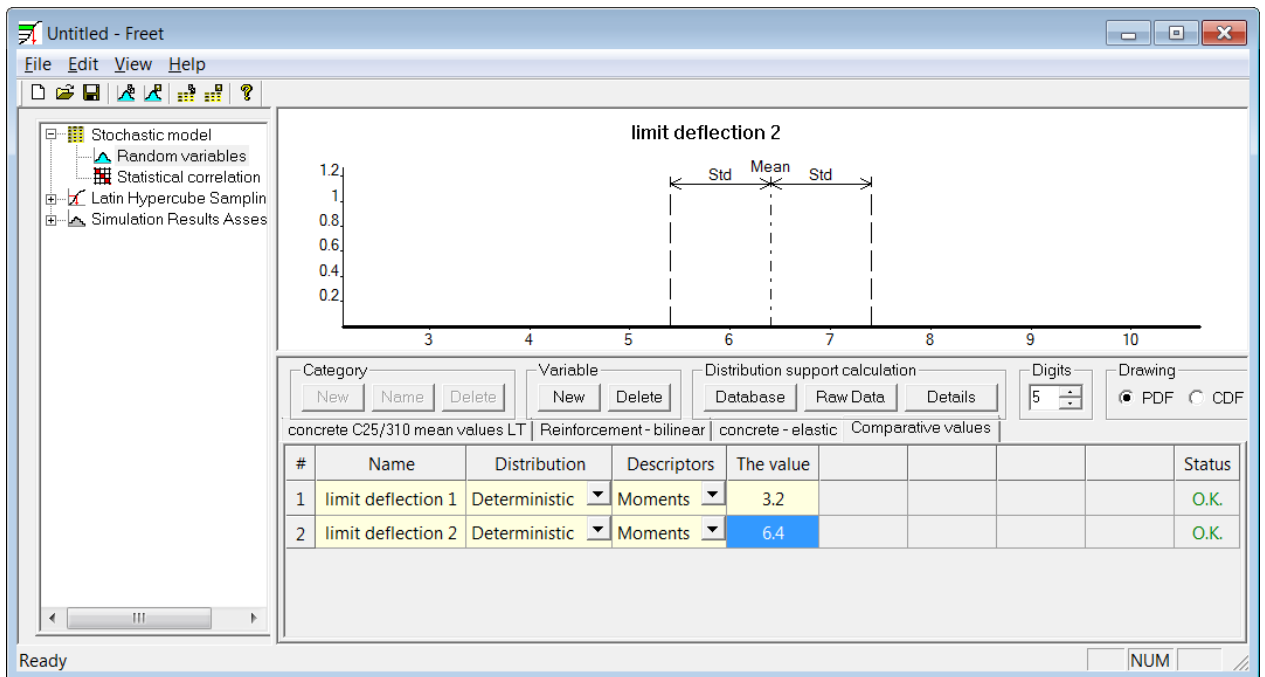 Untitled - Freet
File Edit View Help
Stochastic model
Random variables
Statistical correlation
Latin Hypercube Samplin
Simulation Results Asses
limit deflection 2
Std Mean Std
1.2
1
0.8
0.6
0.4
0.2
3 4 5 6 7 8 9 10
Category Variable Distribution support calculation Digits Drawing
New Name Delete New Delete Database Raw Data Details 5 PDF CDF
concrete C25/310 mean values LT Reinforcement - bilinear concrete - elastic Comparative values
# Name Distribution Descriptors The value Status
1 limit deflection 1 Deterministic Moments 3.2 O.K.
2 limit deflection 2 Deterministic Moments 6.4 O.K.
Ready NUM